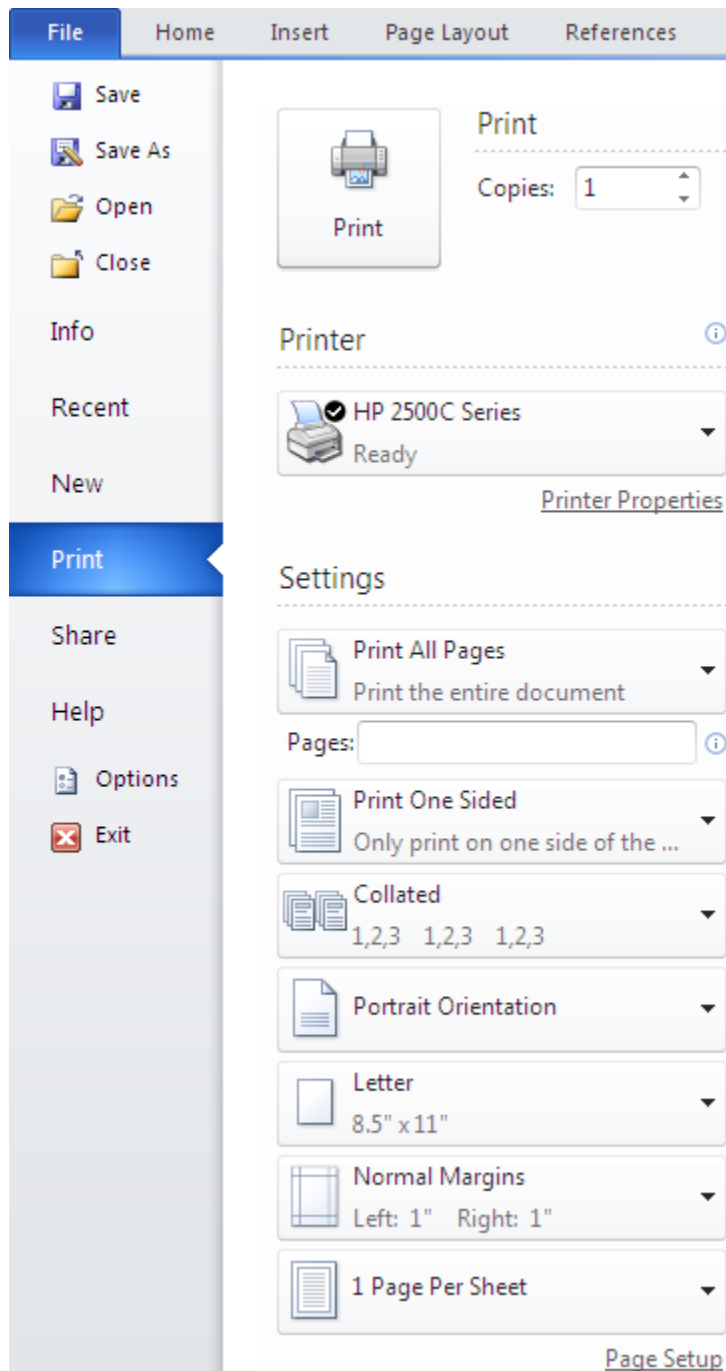 File Home Insert Page Layout References
Save
Save As
Open
Close
Info
Recent
New
Print
Share
Help
Options
Exit
Print
Print
Copies: 1
Printer
HP 2500C Series
Ready
Printer Properties
Settings
Print All Pages
Print the entire document
Pages:
Print One Sided
Only print on one side of the ...
Collated
1,2,3 1,2,3 1,2,3
Portrait Orientation
Letter
8.5" x 11"
Normal Margins
Left: 1" Right: 1"
1 Page Per Sheet
Page Setup